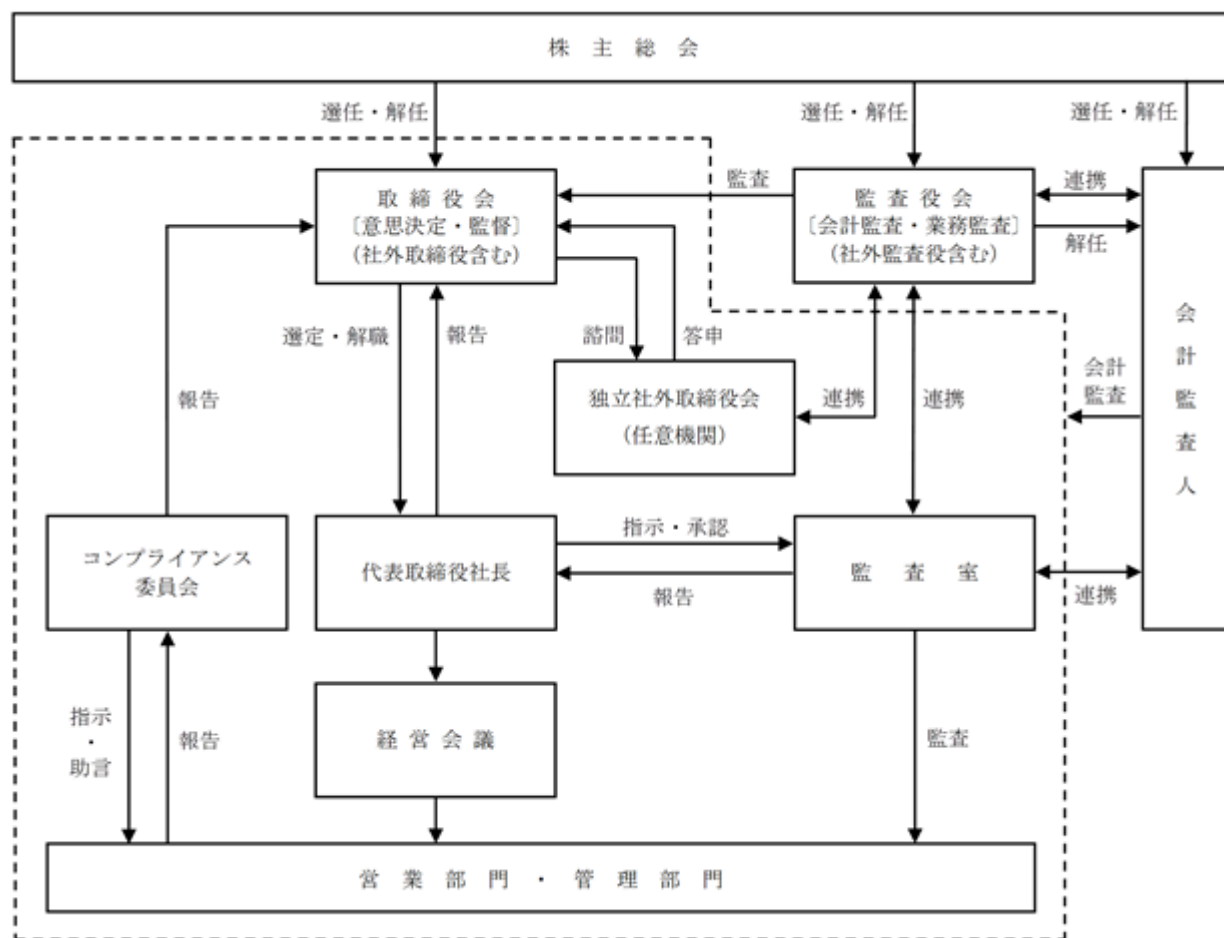 株主総会
選任・解任
選任・解任
選任・解任
取締役会
〔意思決定・監督〕
(社外取締役含む)
監査
監査役会
〔会計監査・業務監査〕
(社外監査役含む)
連携
解任
会計監査人
選定・解職
報告
諮問
答申
独立社外取締役会
(任意機関)
連携
連携
会計
監査
報告
コンプライアンス
委員会
代表取締役社長
指示・承認
報告
監査室
連携
指示
・
助言
報告
経営会議
監査
営業部門・管理部門